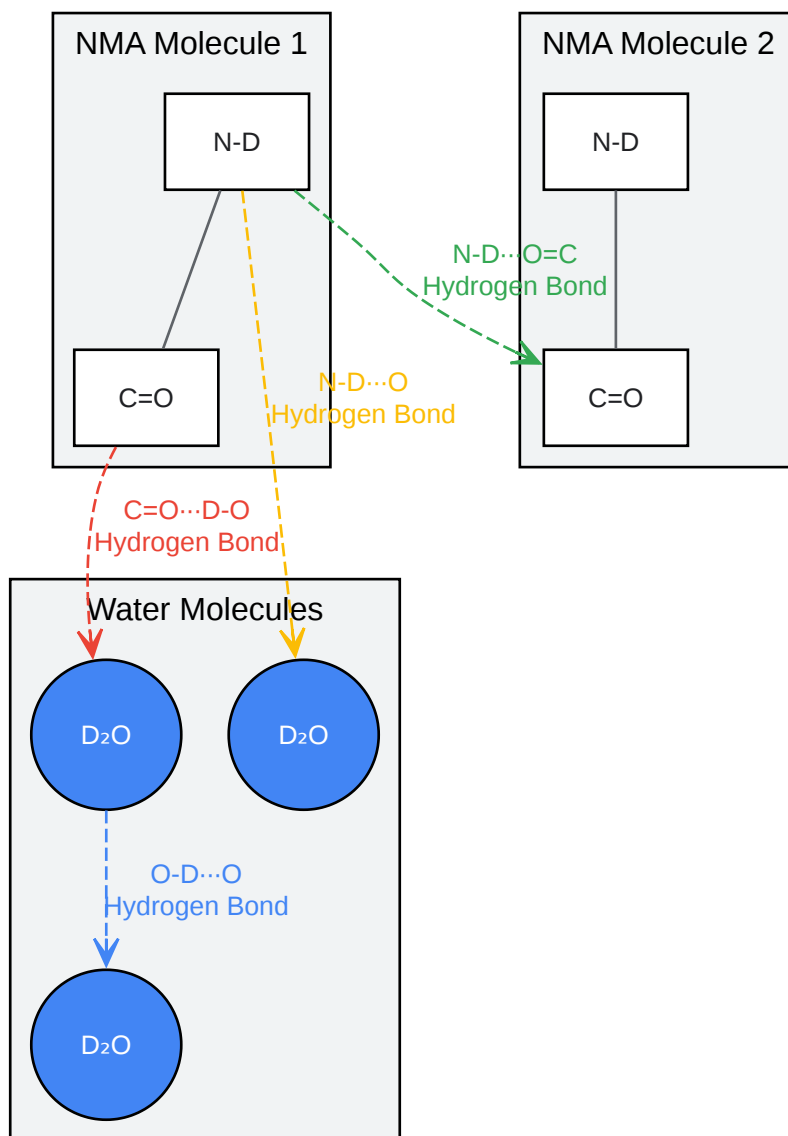 NMA Molecule 1
NMA Molecule 2
N-D
N-D
N-D···O=C
Hydrogen Bond
C=O
C=O
N-D···O
Hydrogen Bond
C=O···D-O
Hydrogen Bond
Water Molecules
D₂O
D₂O
O-D···O
Hydrogen Bond
D₂O